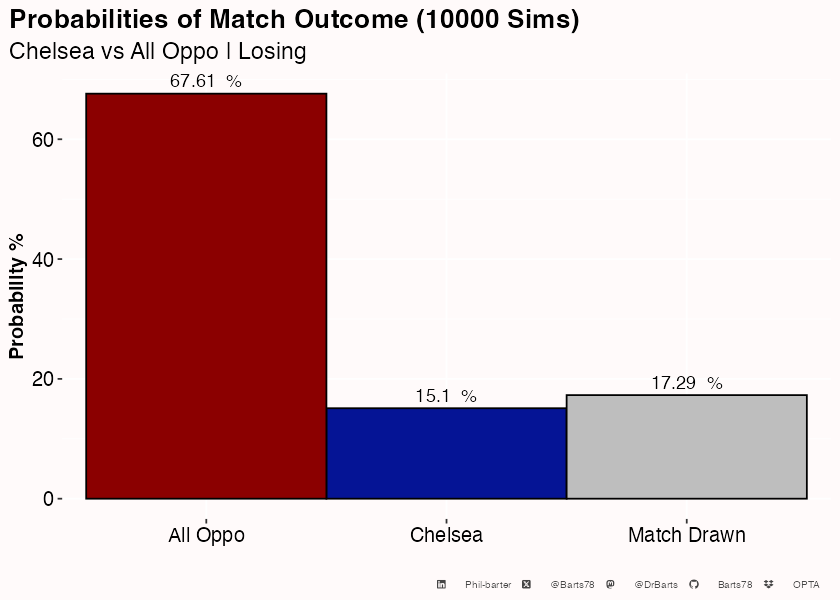 Probabilities of Match Outcome (10000 Sims)
Chelsea vs All Oppo | Losing
67.61 %
15.1 %
17.29 %
Probability %
60
40
20
0
All Oppo
Chelsea
Match Drawn
Phil-barter @Barts78 @DrBarts Barts78 OPTA